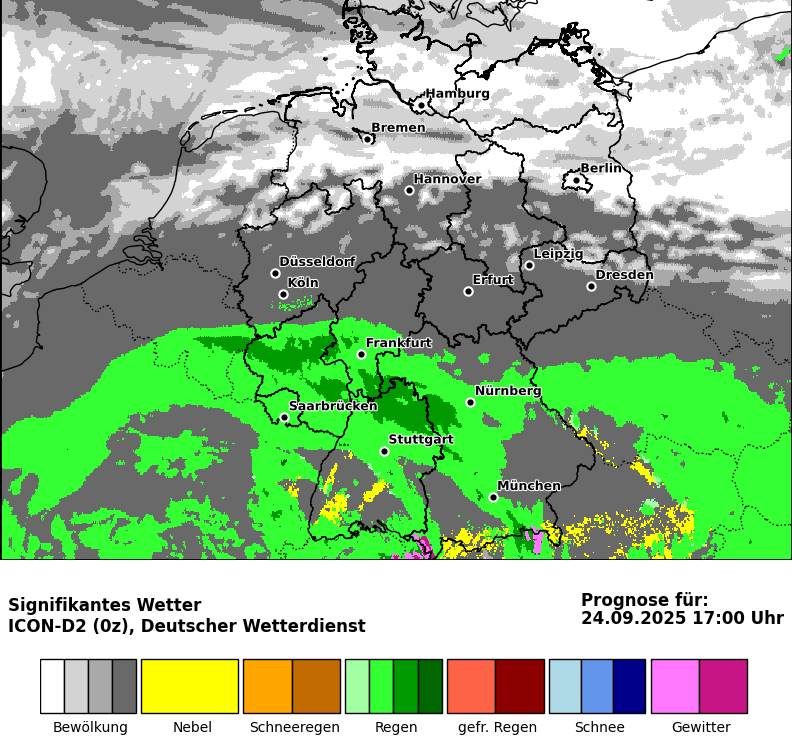 Hamburg
Bremen
Berlin
Hannover
Leipzig
Düsseldorf
Dresden
Köln
Erfurt
Frankfurt
Nürnberg
Saarbrücken
Stuttgart
München
Signifikantes Wetter
ICON-D2 (0z), Deutscher Wetterdienst
Prognose für:
24.09.2025 17:00 Uhr
Bewölkung Nebel Schneeregen Regen gefr. Regen Schnee Gewitter